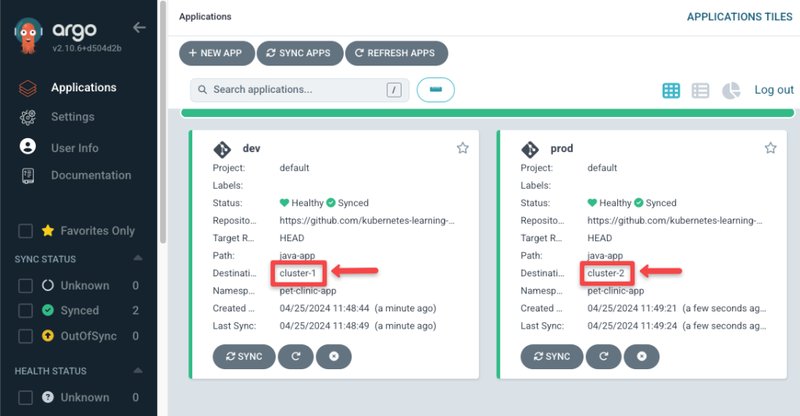 argo
v2.10.6+d504d2b
Applications
Settings
User Info
Documentation
Favorites Only
SYNC STATUS
Unknown 0
Synced 2
OutOfSync 0
HEALTH STATUS
Unknown 0
Applications
APPLICATIONS TILES
+ NEW APP
SYNC APPS
REFRESH APPS
Search applications...
/
Log out
dev
Project: default
Labels:
Status: Healthy Synced
Reposito... https://github.com/kubernetes-learning-...
Target R... HEAD
Path: java-app
Destinati... cluster-1
Namesp... pet-clinic-app
Created ... 04/25/2024 11:48:44 (a minute ago)
Last Sync: 04/25/2024 11:48:49 (a minute ago)
SYNC
prod
Project: default
Labels:
Status: Healthy Synced
Reposito... https://github.com/kubernetes-learning-...
Target R... HEAD
Path: java-app
Destinati... cluster-2
Namesp... pet-clinic-app
Created ... 04/25/2024 11:49:21 (a few seconds ag...
Last Sync: 04/25/2024 11:49:24 (a few seconds ag...
SYNC